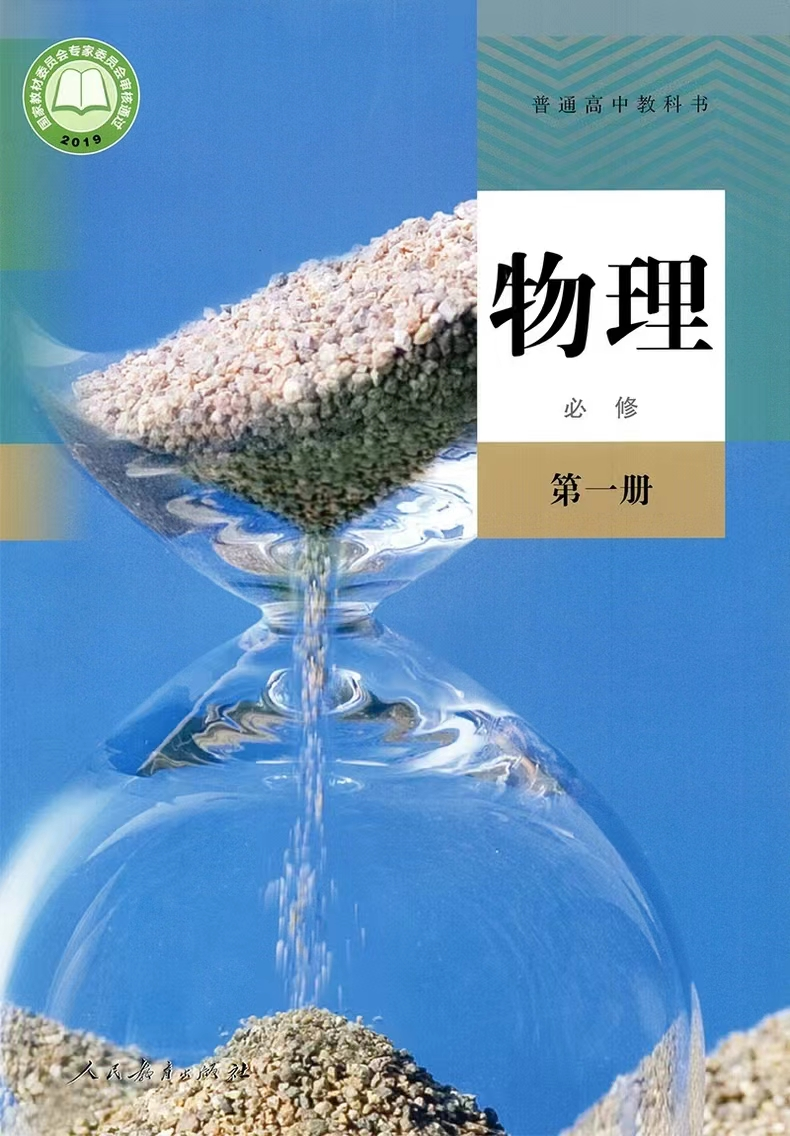 国家教材委员会专家委员会审核通过
2019
普通高中教科书
物理
必修
第一册
人民教育出版社